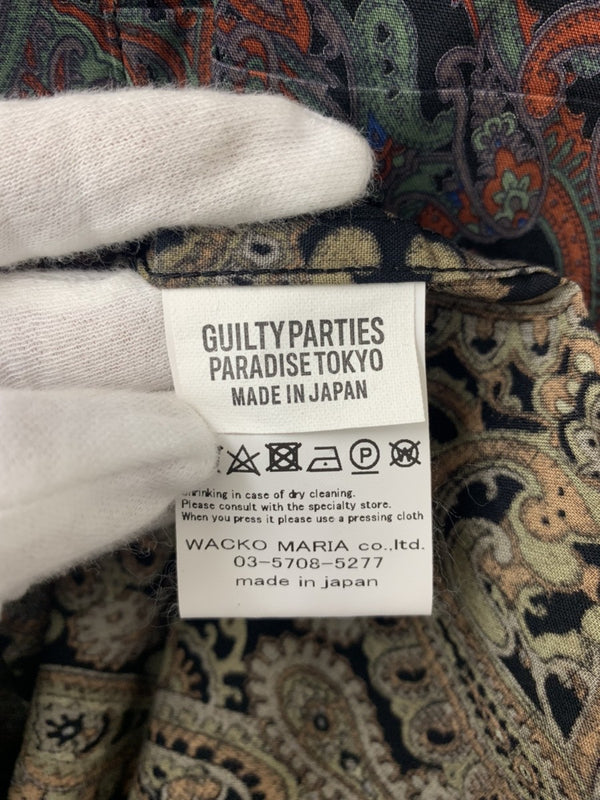 GUILTY PARTIES
PARADISE TOKYO
MADE IN JAPAN
P W
in case of dry cleaning.
Please consult with the specialty store.
When you press it please use a pressing cloth
WACKO MARIA co.,ltd.
03-5708-5277
made in japan